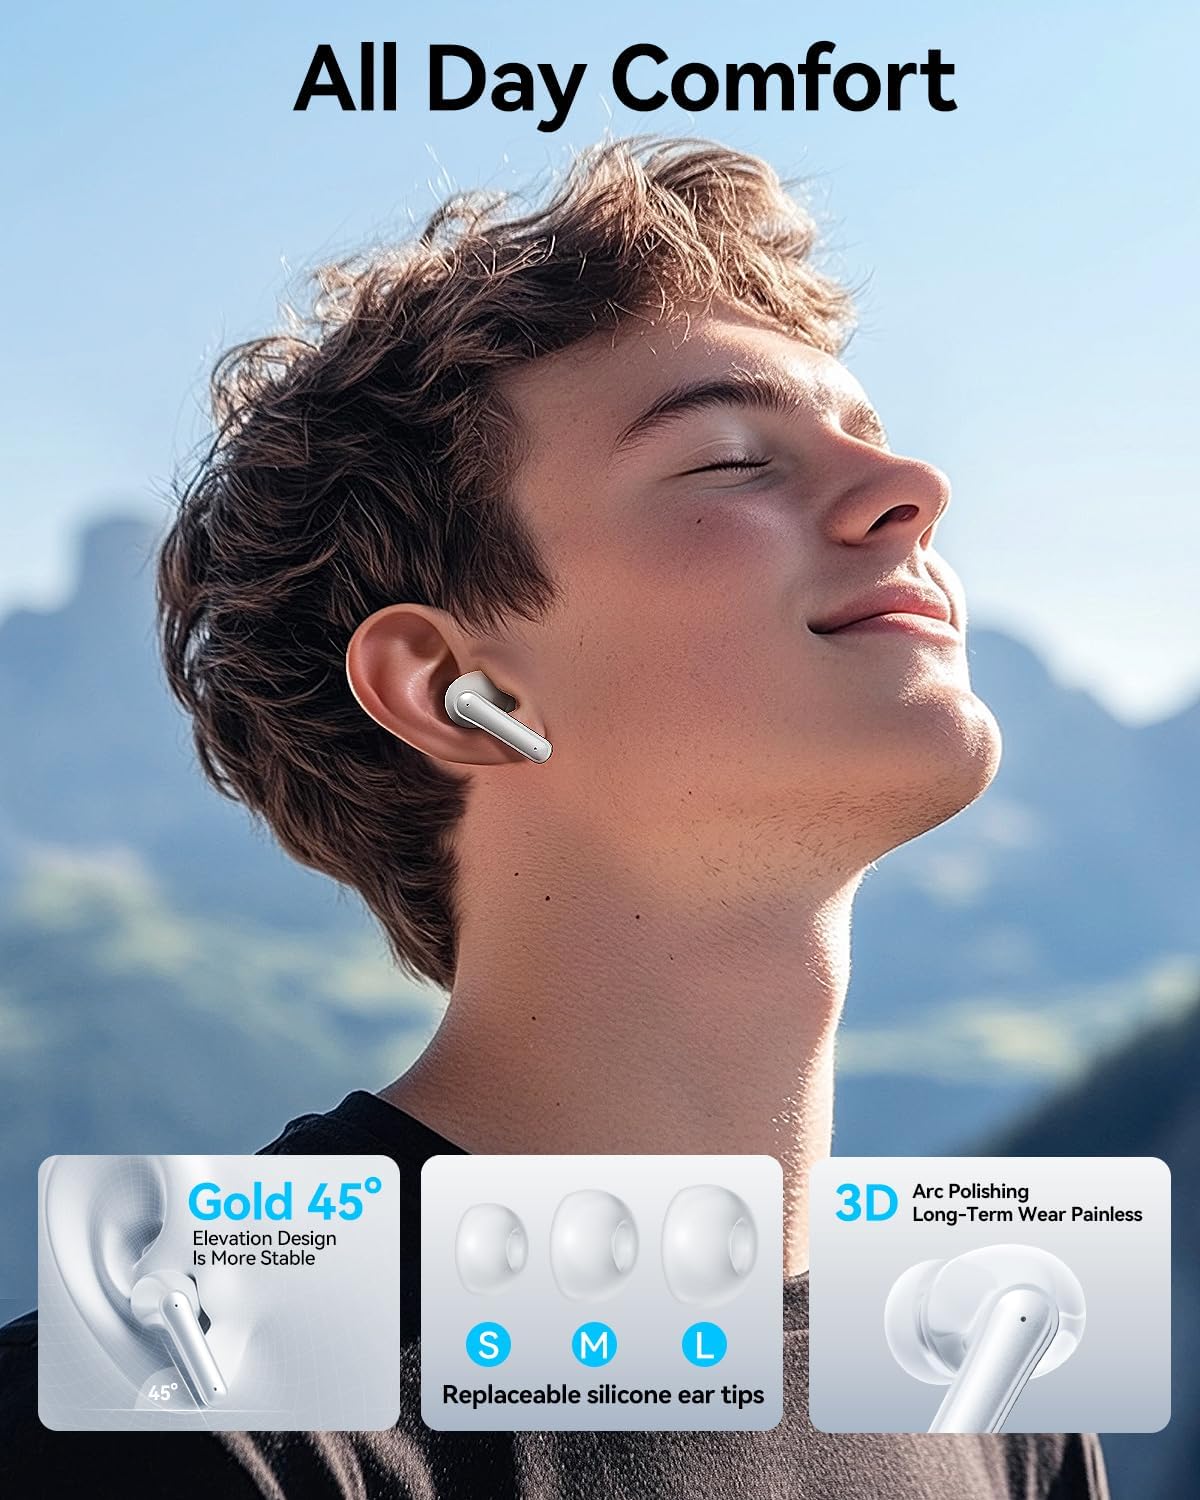 All Day Comfort
Gold 45°
Elevation Design
Is More Stable
45°
S
M
L
Replaceable silicone ear tips
3D
Arc Polishing
Long-Term Wear Painless